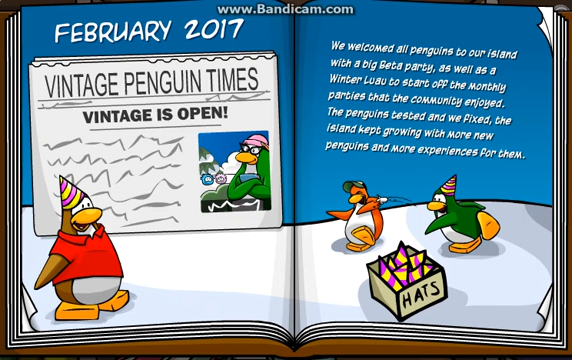 www.Bandicam.com
FEBRUARY 2017
VINTAGE PENGUIN TIMES
VINTAGE IS OPEN!
We welcomed all penguins to our island
with a big Beta party, as well as a
Winter Luau to start off the monthly
parties that the community enjoyed.
The penguins tested and we fixed, the
island kept growing with more new
penguins and more experiences for them.
HATS